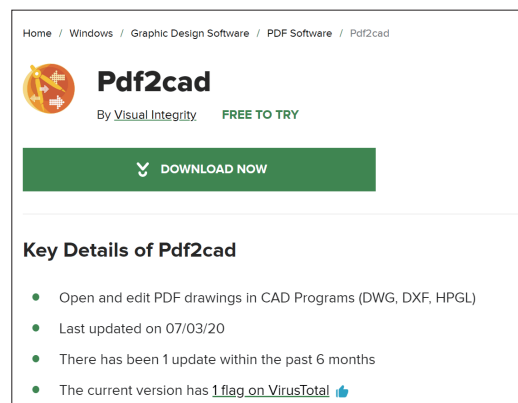 Home / Windows / Graphic Design Software / PDF Software / Pdf2cad
Pdf2cad
By Visual Integrity FREE TO TRY
DOWNLOAD NOW
Key Details of Pdf2cad
Open and edit PDF drawings in CAD Programs (DWG, DXF, HPGL)
Last updated on 07/03/20
There has been 1 update within the past 6 months
The current version has 1 flag on VirusTotal